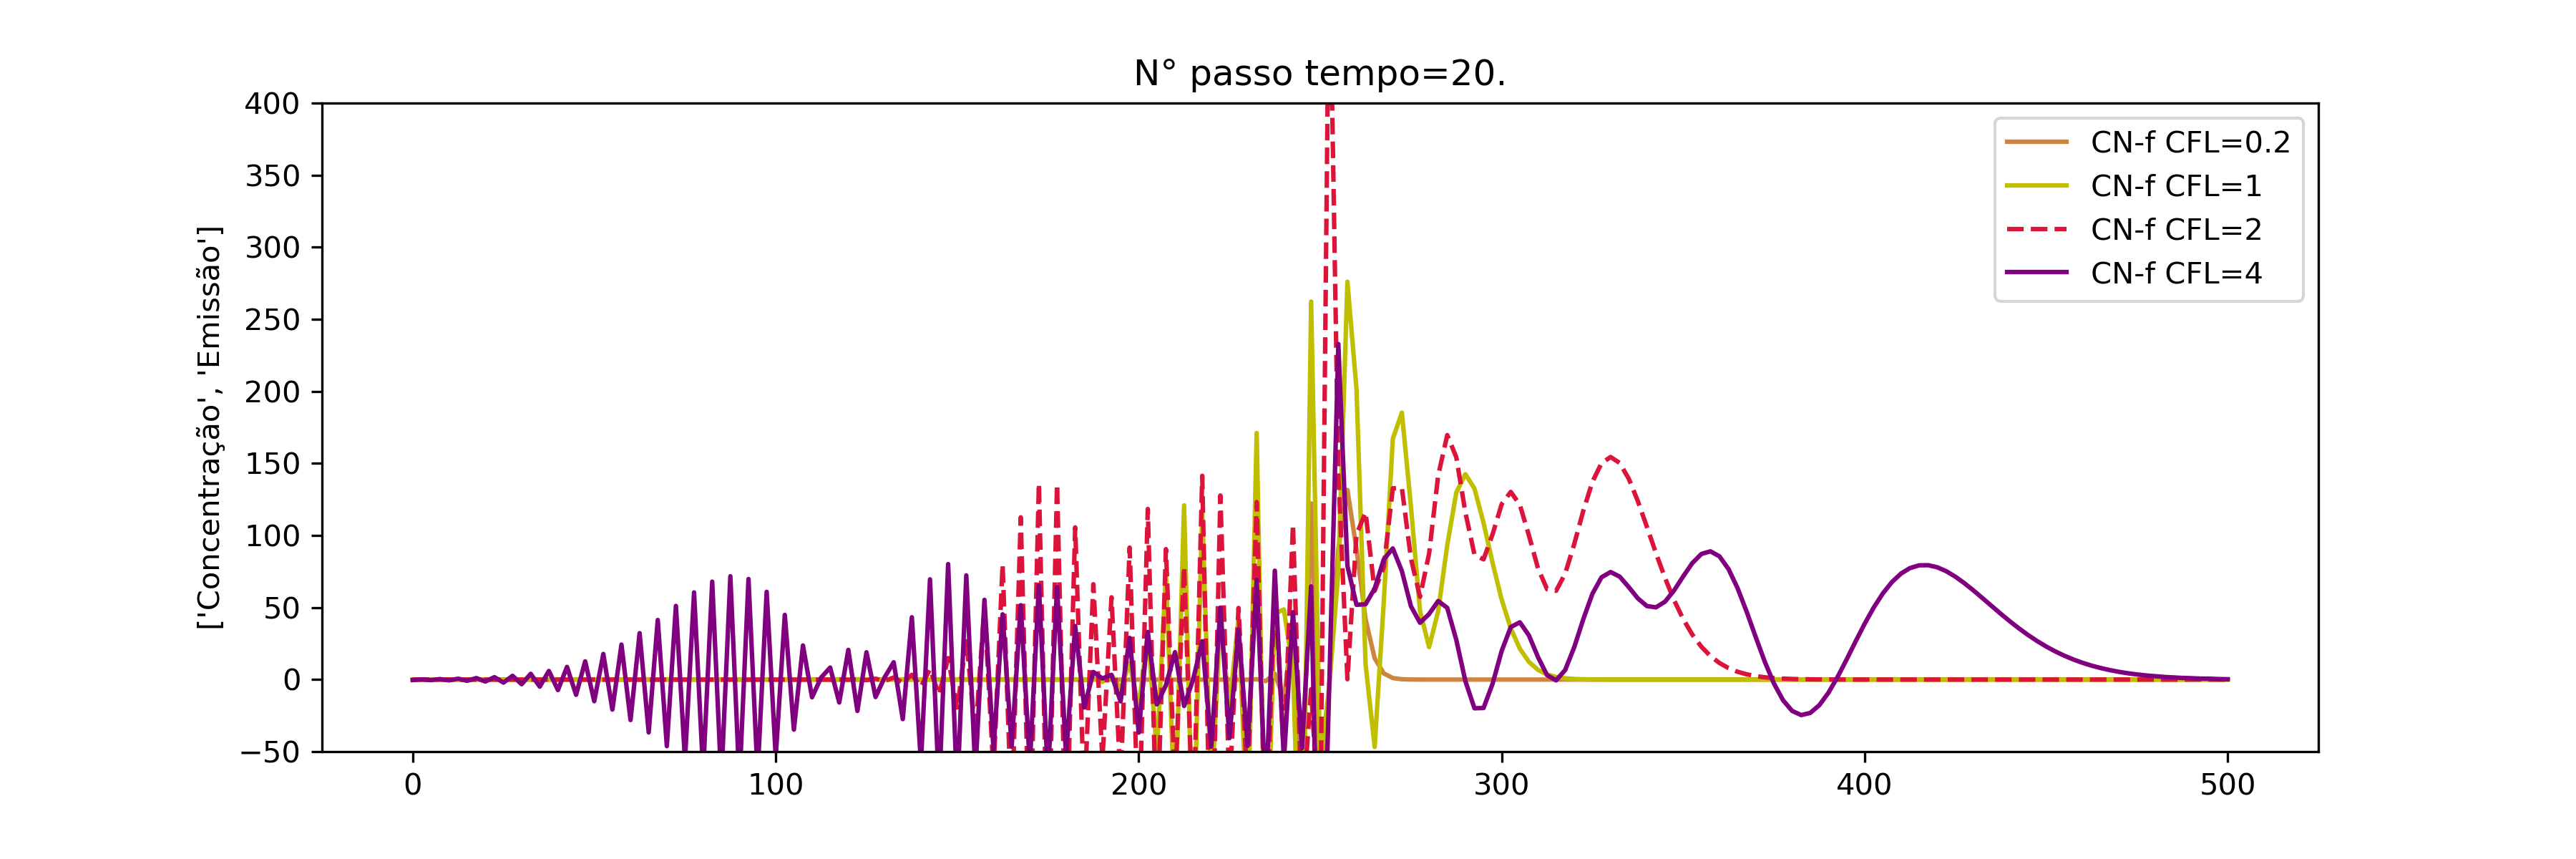 N° passo tempo=20.
['Concentração', 'Emissão']
400
350
300
250
200
150
100
50
0
−50
0 100 200 300 400 500
CN-f CFL=0.2
CN-f CFL=1
CN-f CFL=2
CN-f CFL=4